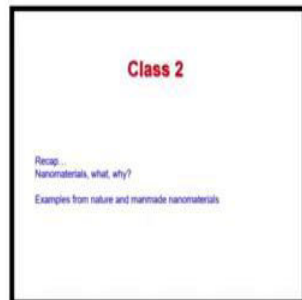 Class 2
Recap...
Nanomaterials, what, why?
Examples from nature and manmade nanomaterials